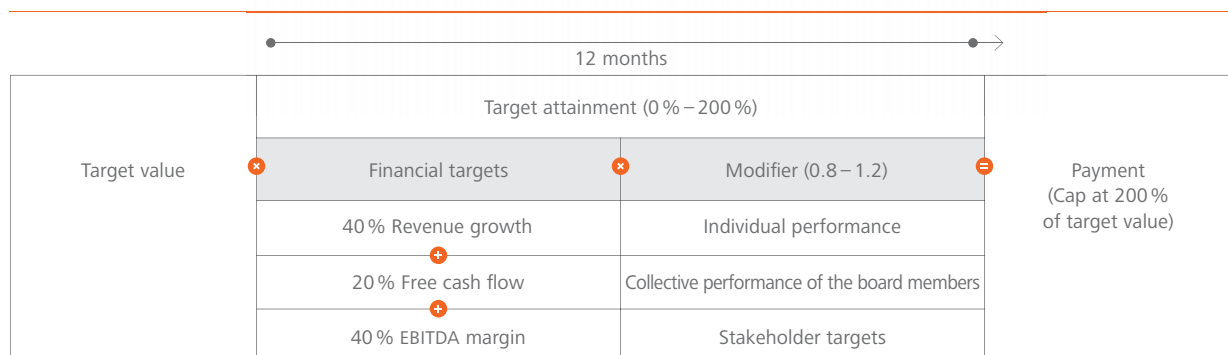 12 months
Target attainment (0 % – 200 %)
Target value
×
Financial targets
×
Modifier (0.8 – 1.2)
=
Payment
(Cap at 200 %
of target value)
40 % Revenue growth
Individual performance
+
20 % Free cash flow
Collective performance of the board members
+
40 % EBITDA margin
Stakeholder targets